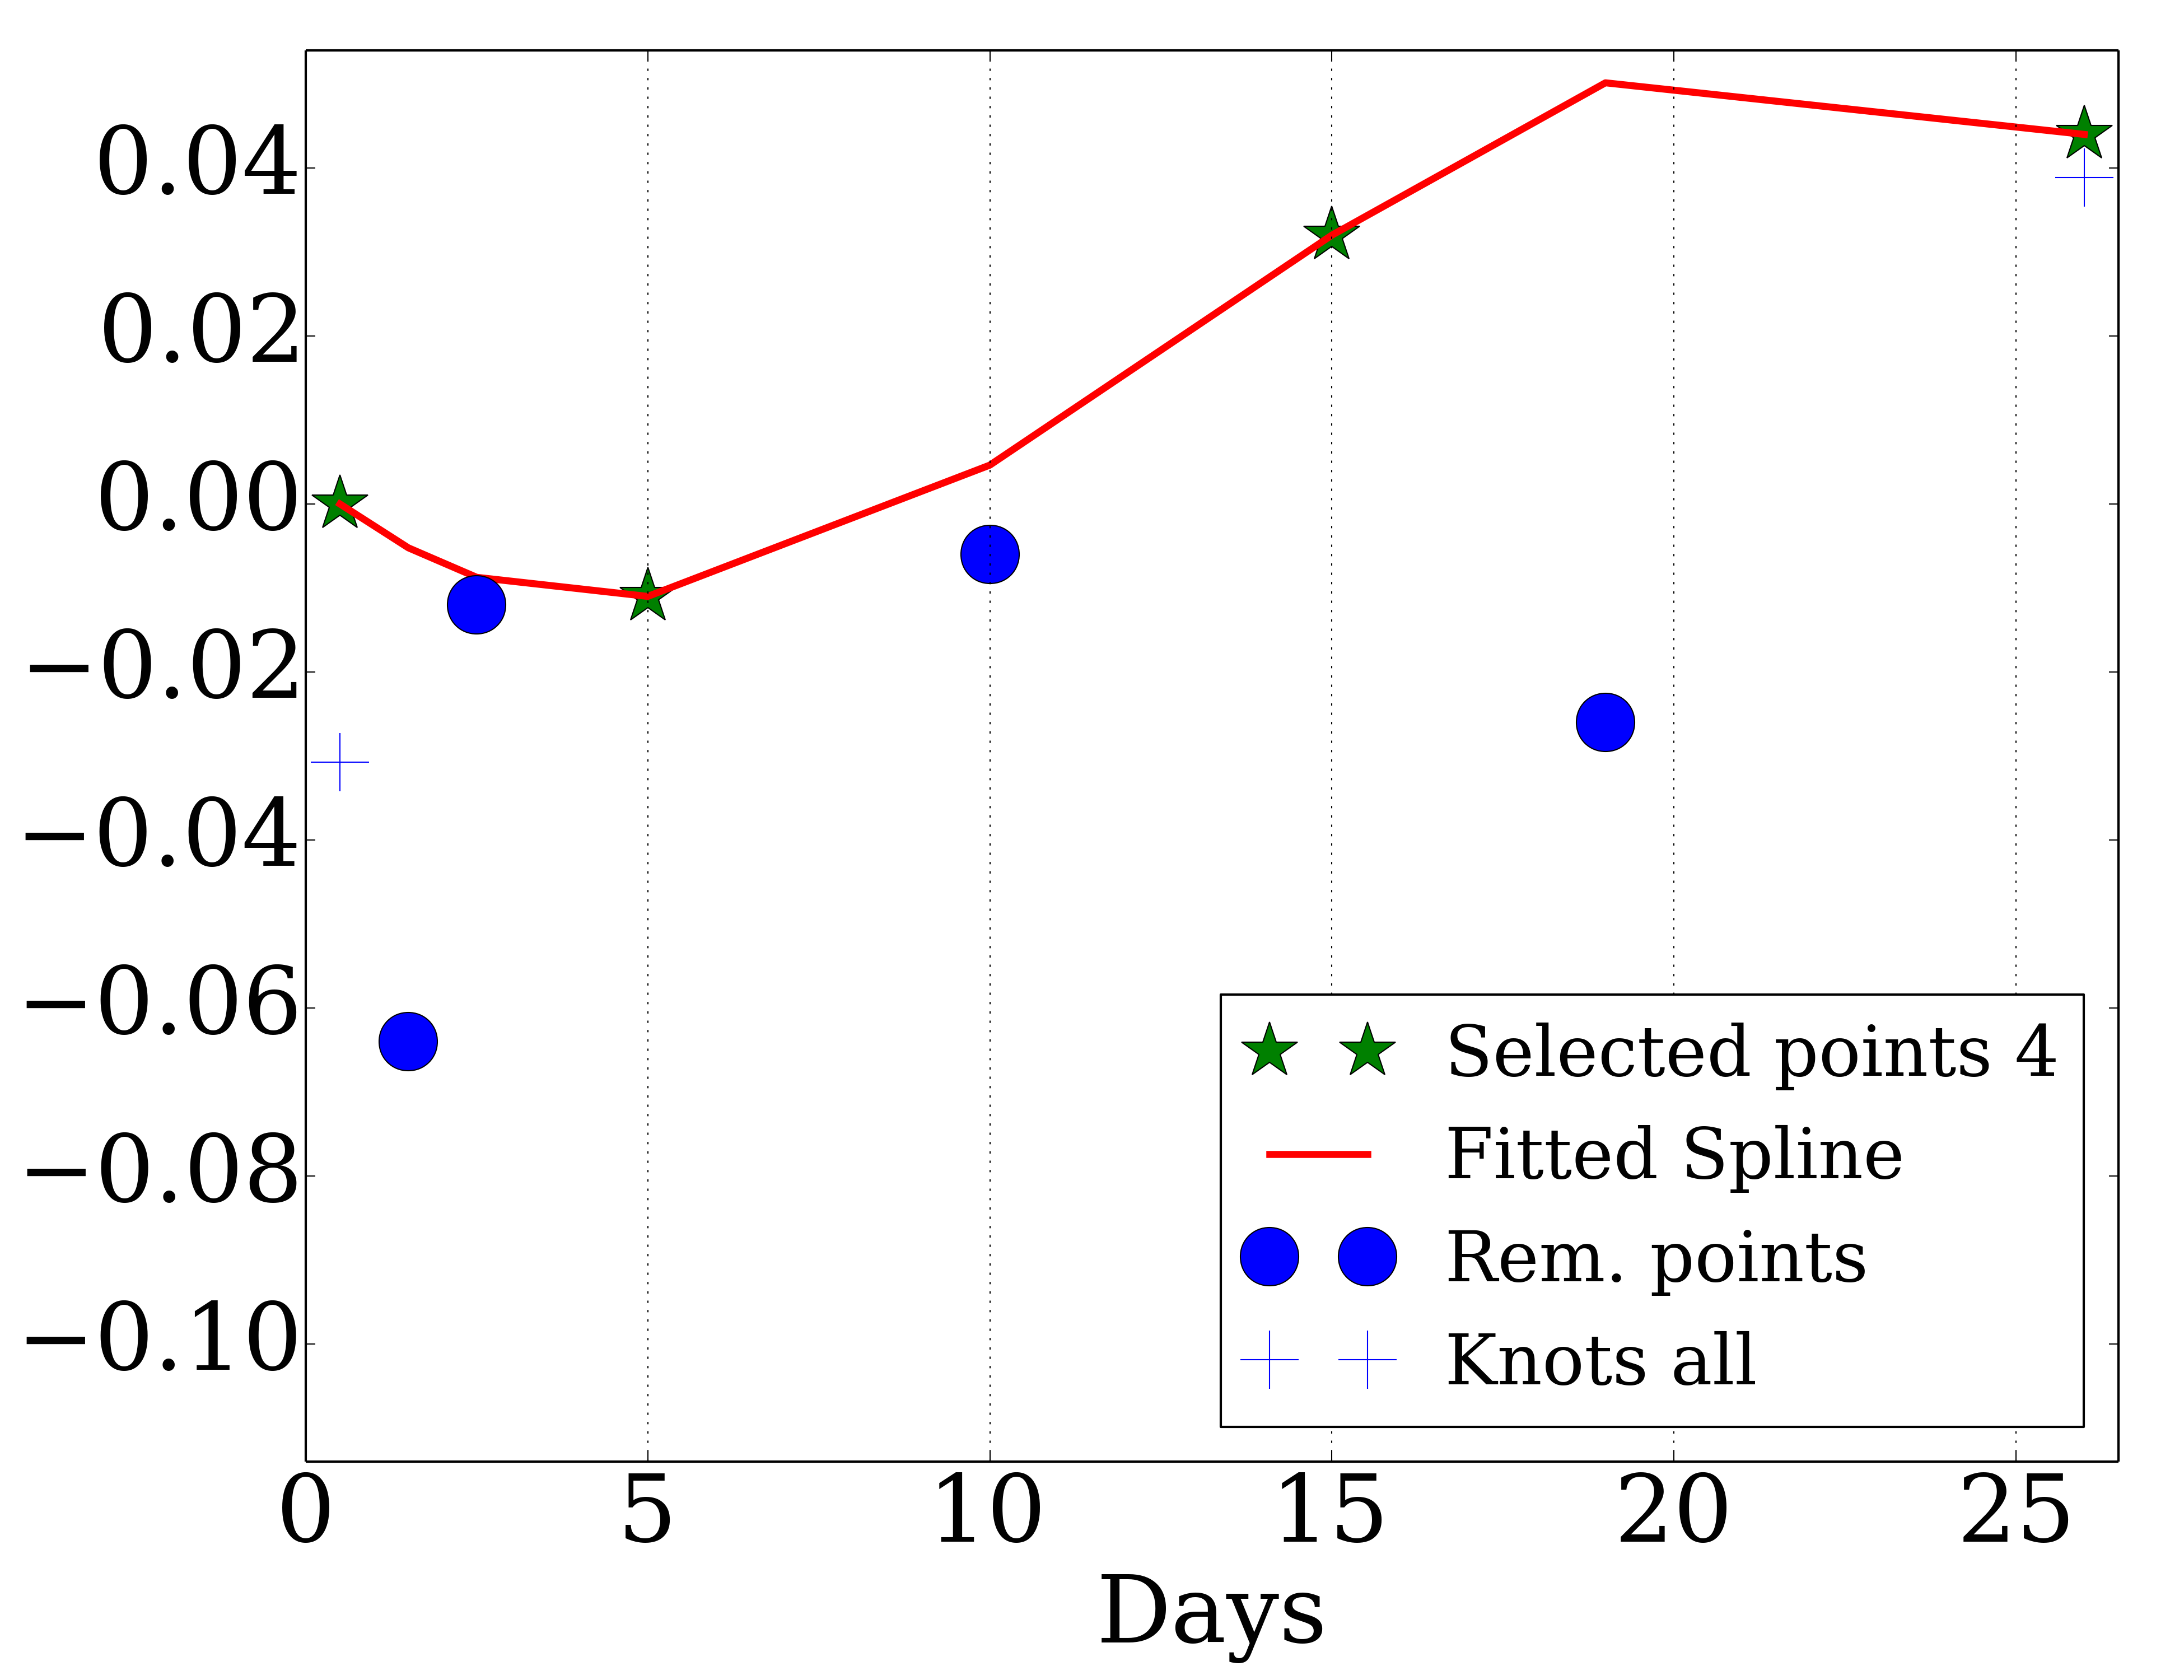 0.04
0.02
0.00
−0.02
−0.04
−0.06
−0.08
−0.10
Selected points 4
Fitted Spline
Rem. points
Knots all
0 5 10 15 20 25
Days